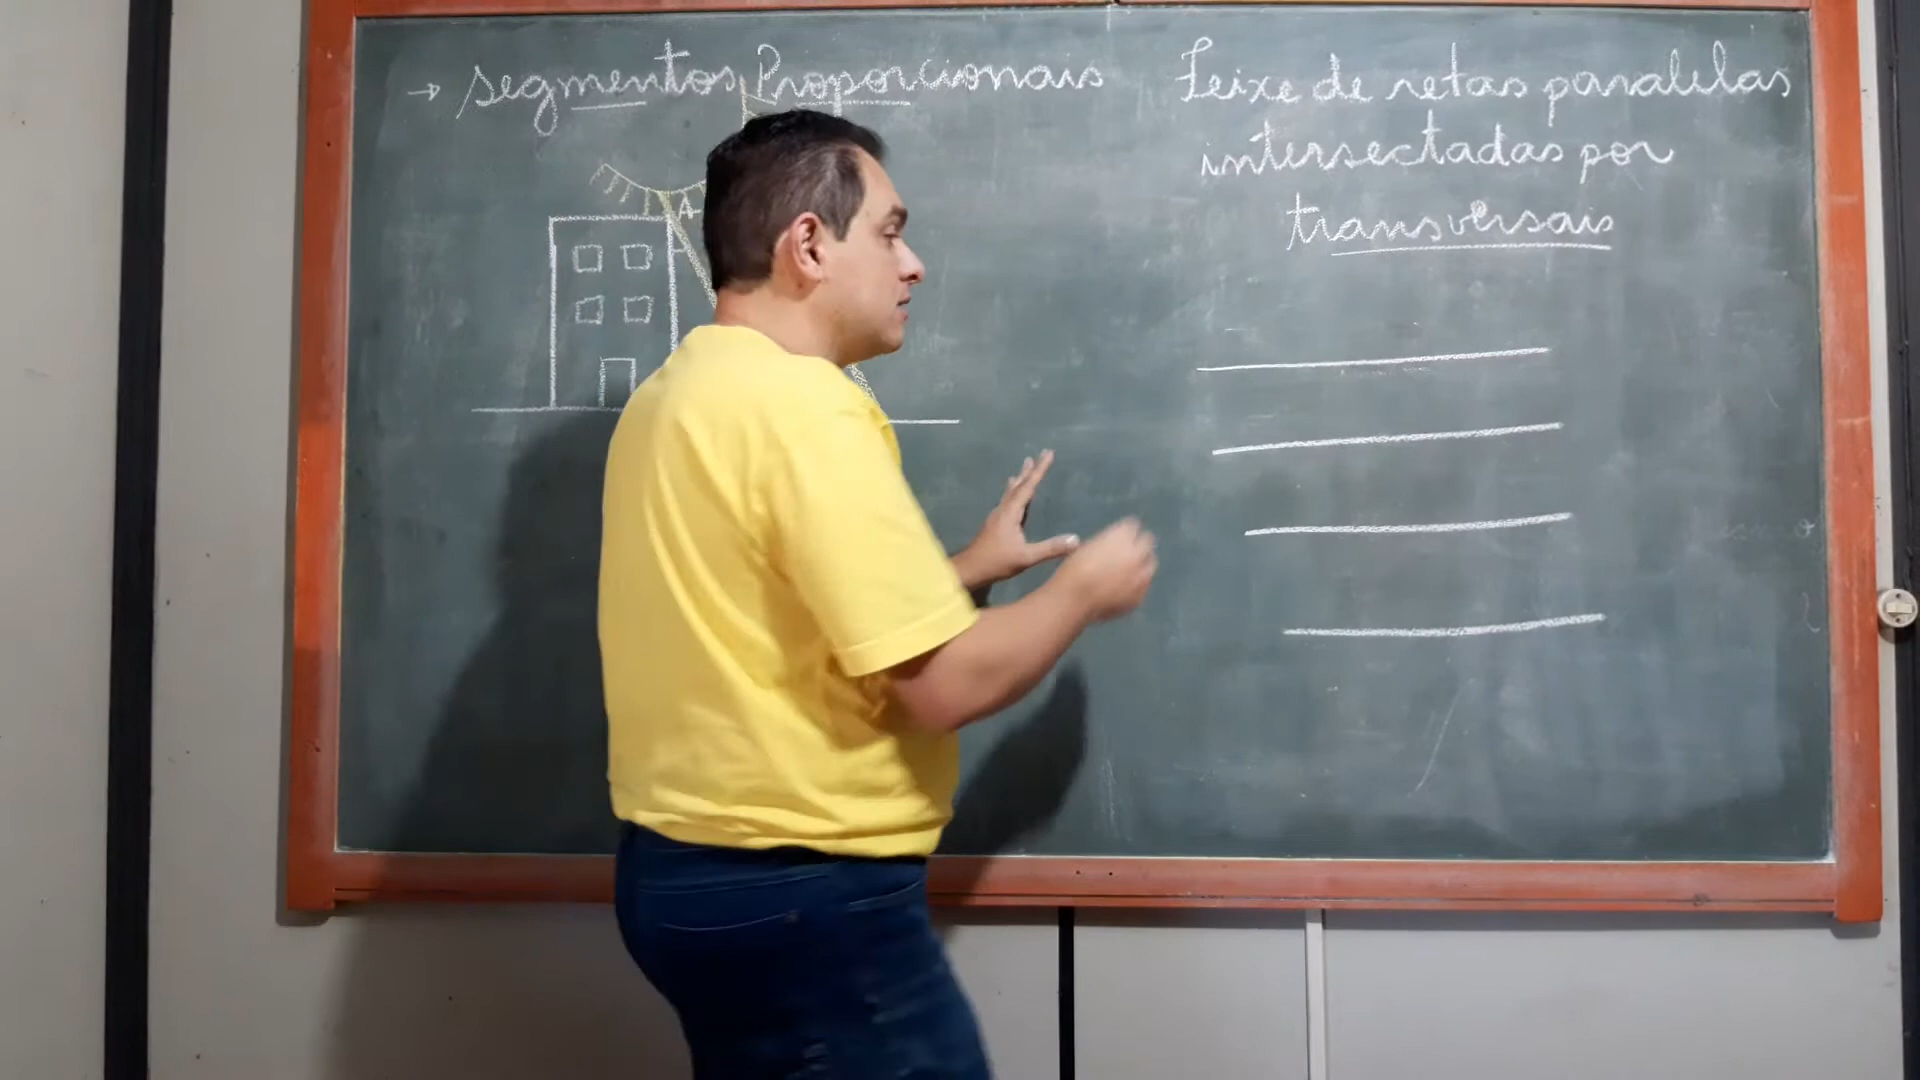 → segmentos Proporcionais
A
Feixe de retas paralelas
intersectadas por
transversais